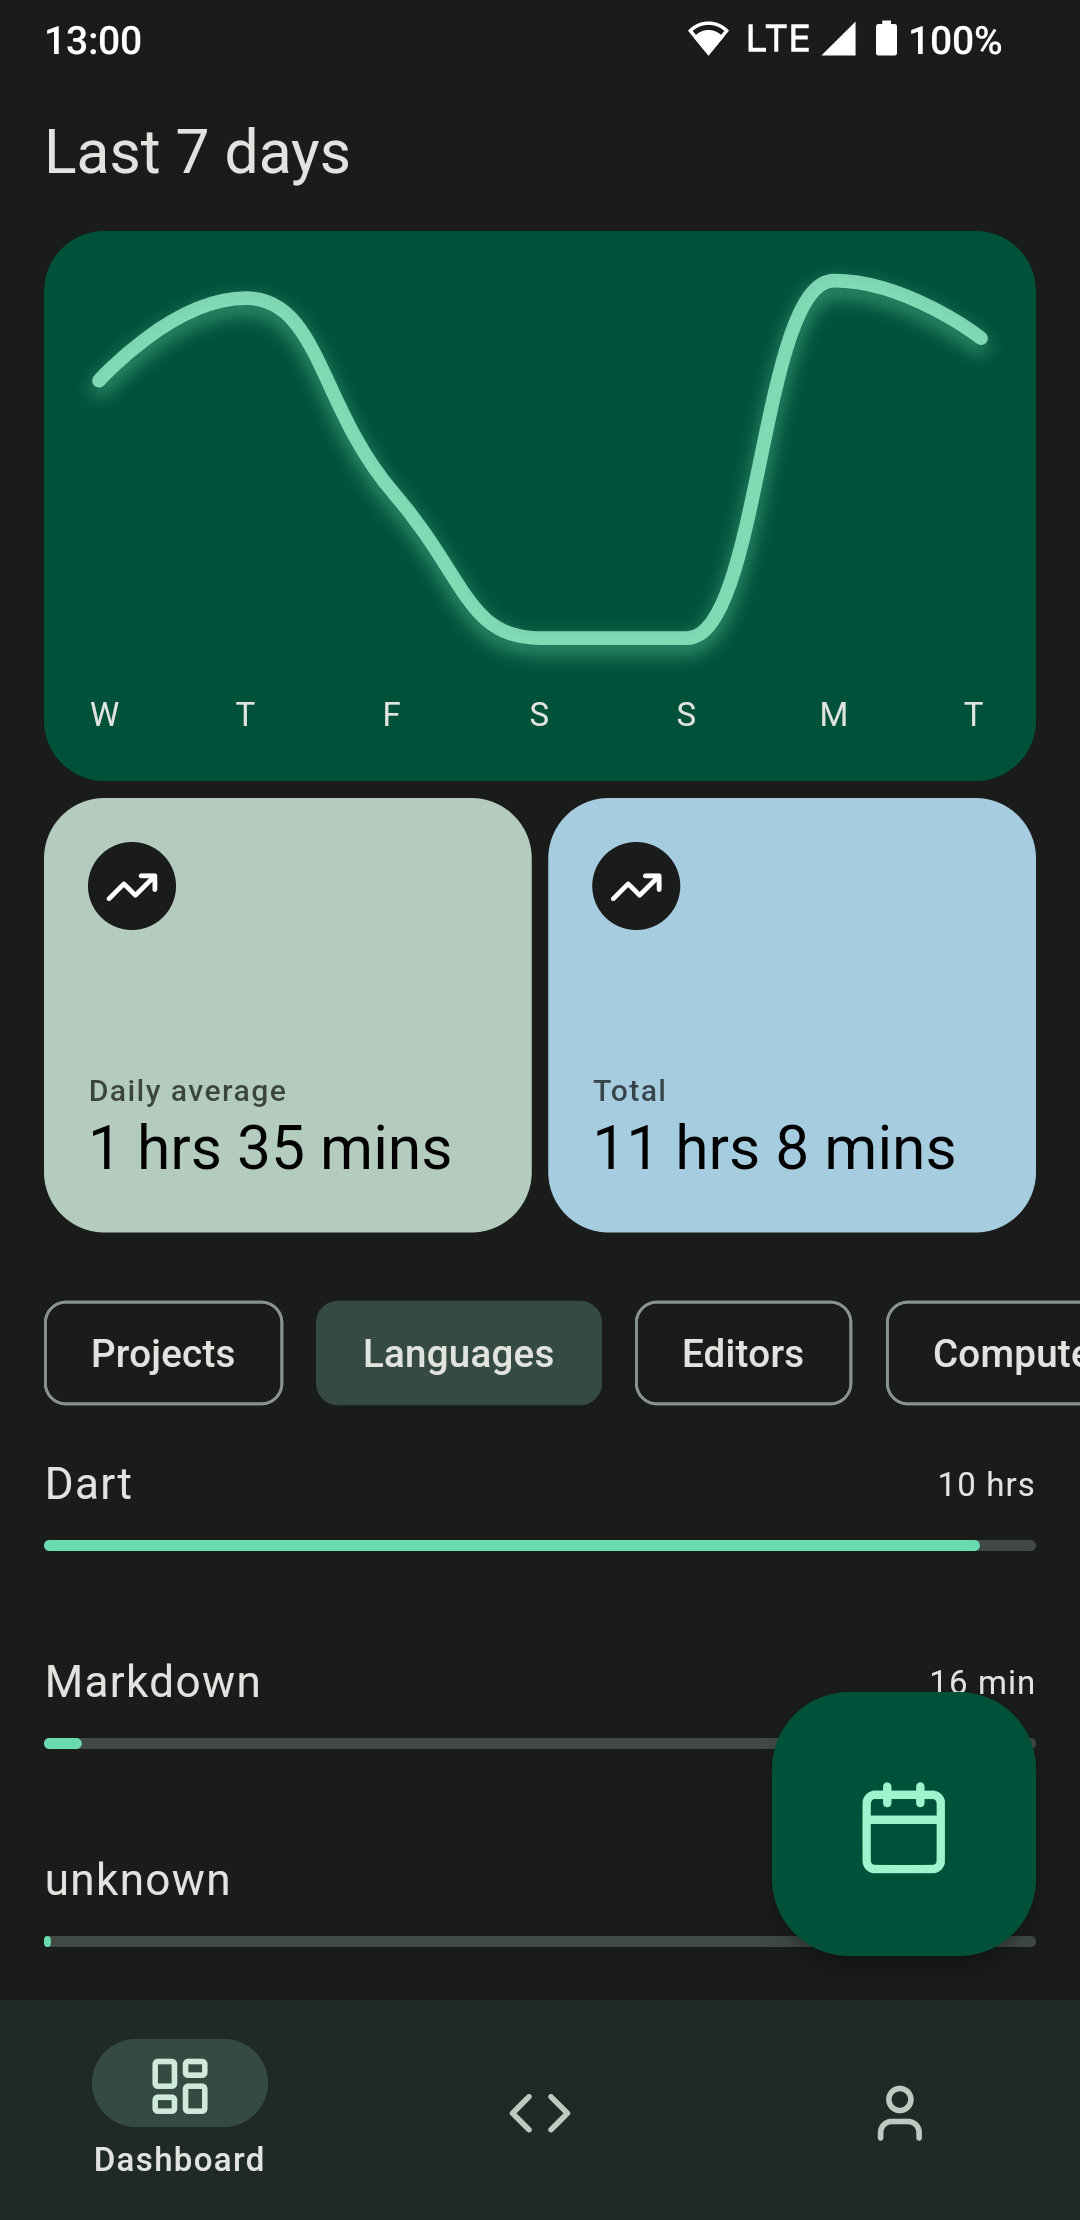 13:00 LTE 100%
Last 7 days
W T F S S M T
Daily average
1 hrs 35 mins
Total
11 hrs 8 mins
Projects Languages Editors Compute
Dart 10 hrs
Markdown 16 min
unknown
Dashboard